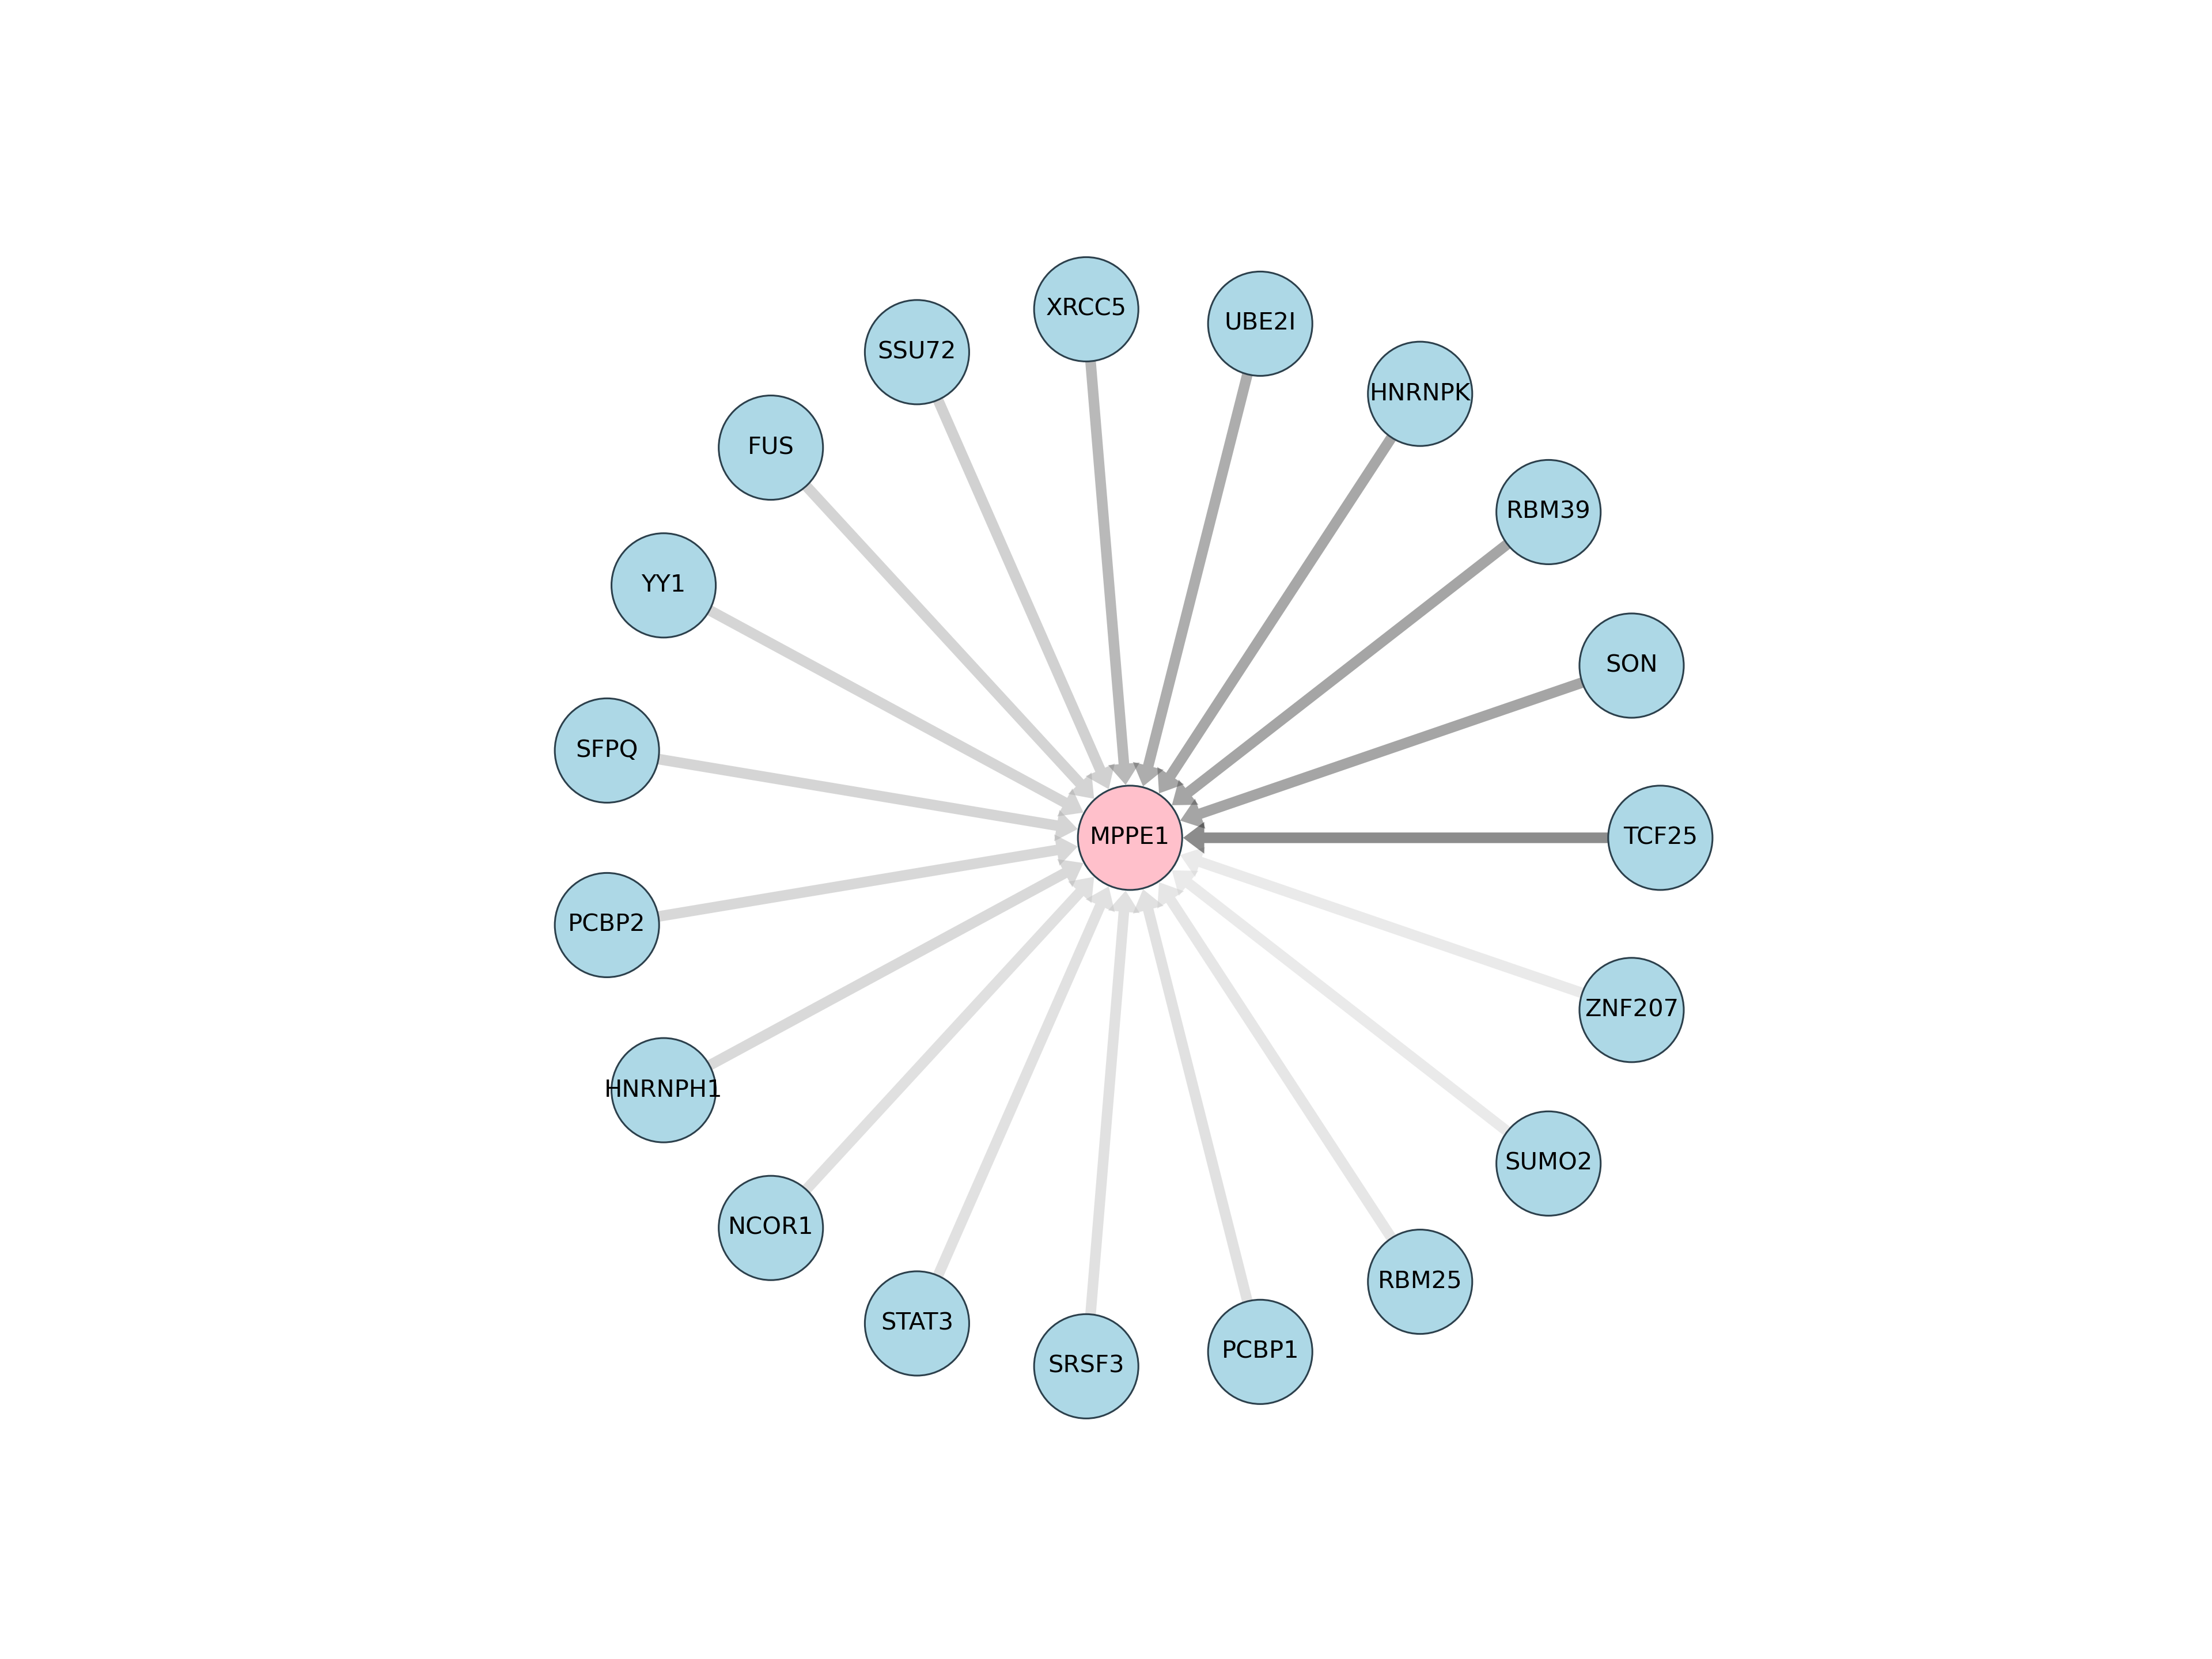 XRCC5
UBE2I
SSU72
HNRNPK
FUS
RBM39
YY1
SON
SFPQ
MPPE1
TCF25
PCBP2
ZNF207
HNRNPH1
SUMO2
NCOR1
RBM25
STAT3
PCBP1
SRSF3